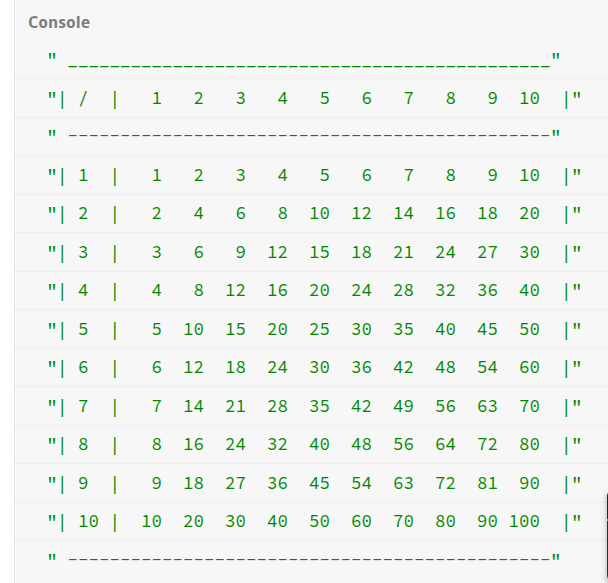 Console
" ______________________________________________"
"| /  |   1   2   3   4   5   6   7   8   9  10  |"
" ----------------------------------------------"
"| 1  |   1   2   3   4   5   6   7   8   9  10  |"
"| 2  |   2   4   6   8  10  12  14  16  18  20  |"
"| 3  |   3   6   9  12  15  18  21  24  27  30  |"
"| 4  |   4   8  12  16  20  24  28  32  36  40  |"
"| 5  |   5  10  15  20  25  30  35  40  45  50  |"
"| 6  |   6  12  18  24  30  36  42  48  54  60  |"
"| 7  |   7  14  21  28  35  42  49  56  63  70  |"
"| 8  |   8  16  24  32  40  48  56  64  72  80  |"
"| 9  |   9  18  27  36  45  54  63  72  81  90  |"
"| 10 |  10  20  30  40  50  60  70  80  90 100  |"
" ----------------------------------------------"